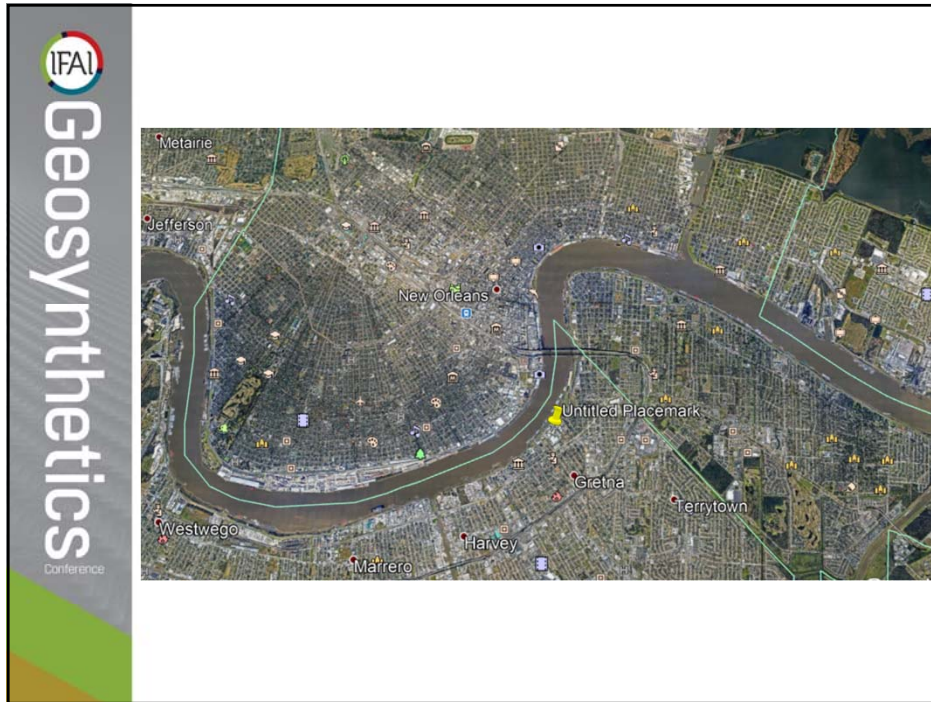 IFAI
Geosynthetics
Conference
Metairie
Jefferson
New Orleans
Untitled Placemark
Gretna
Terrytown
Westwego
Harvey
Marrero